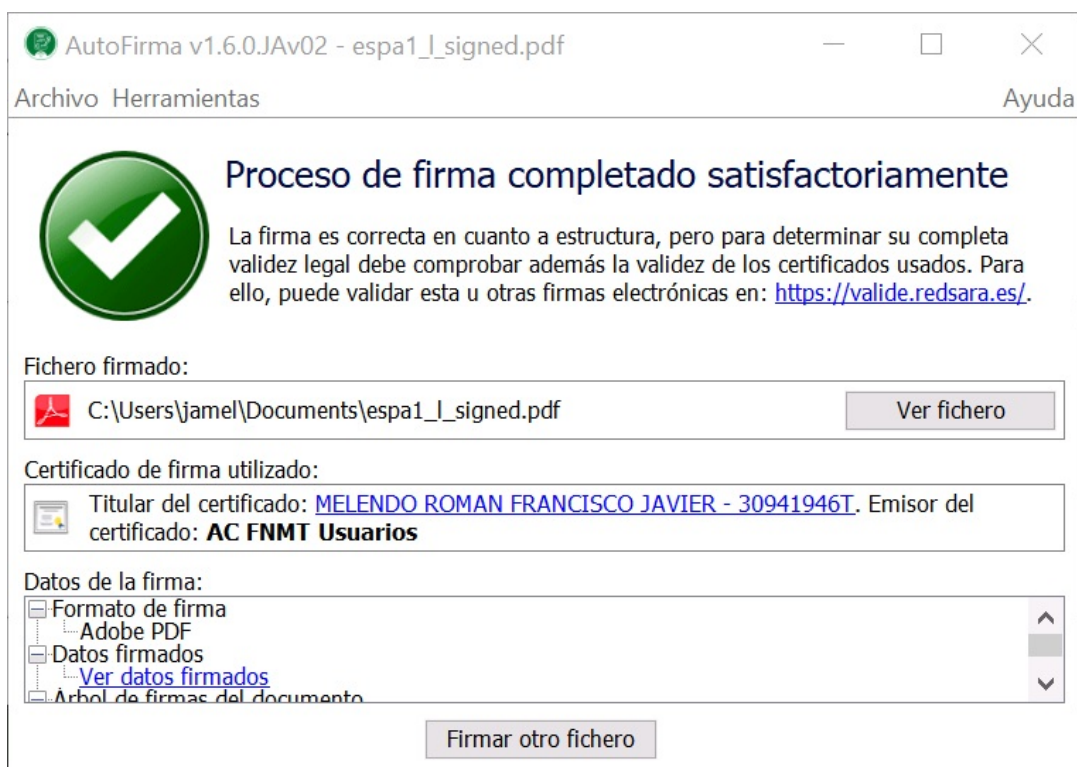 AutoFirma v1.6.0.JAv02 - espa1_l_signed.pdf
Archivo Herramientas Ayuda
Proceso de firma completado satisfactoriamente
La firma es correcta en cuanto a estructura, pero para determinar su completa
validez legal debe comprobar además la validez de los certificados usados. Para
ello, puede validar esta u otras firmas electrónicas en: https://valide.redsara.es/.
Fichero firmado:
C:\Users\jamel\Documents\espa1_l_signed.pdf Ver fichero
Certificado de firma utilizado:
Titular del certificado: MELENDO ROMAN FRANCISCO JAVIER - 30941946T. Emisor del
certificado: AC FNMT Usuarios
Datos de la firma:
Formato de firma
Adobe PDF
Datos firmados
Ver datos firmados
Árbol de firmas del documento
Firmar otro fichero